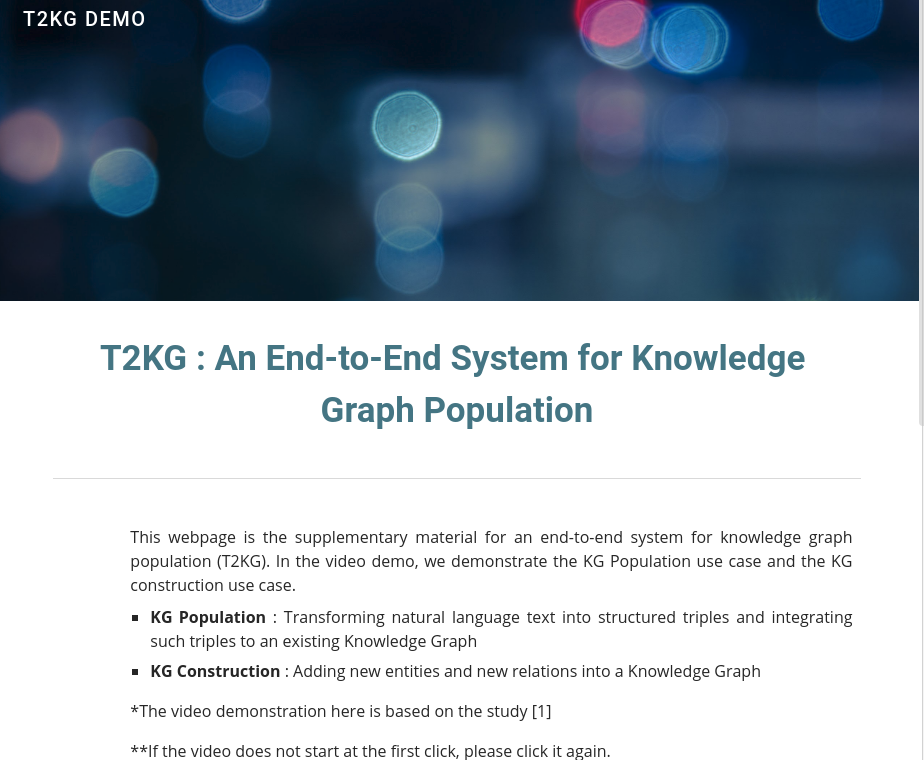 T2KG DEMO
T2KG : An End-to-End System for Knowledge
Graph Population
This webpage is the supplementary material for an end-to-end system for knowledge graph
population (T2KG). In the video demo, we demonstrate the KG Population use case and the KG
construction use case.
▪ KG Population : Transforming natural language text into structured triples and integrating
such triples to an existing Knowledge Graph
▪ KG Construction : Adding new entities and new relations into a Knowledge Graph
*The video demonstration here is based on the study [1]
**If the video does not start at the first click, please click it again.